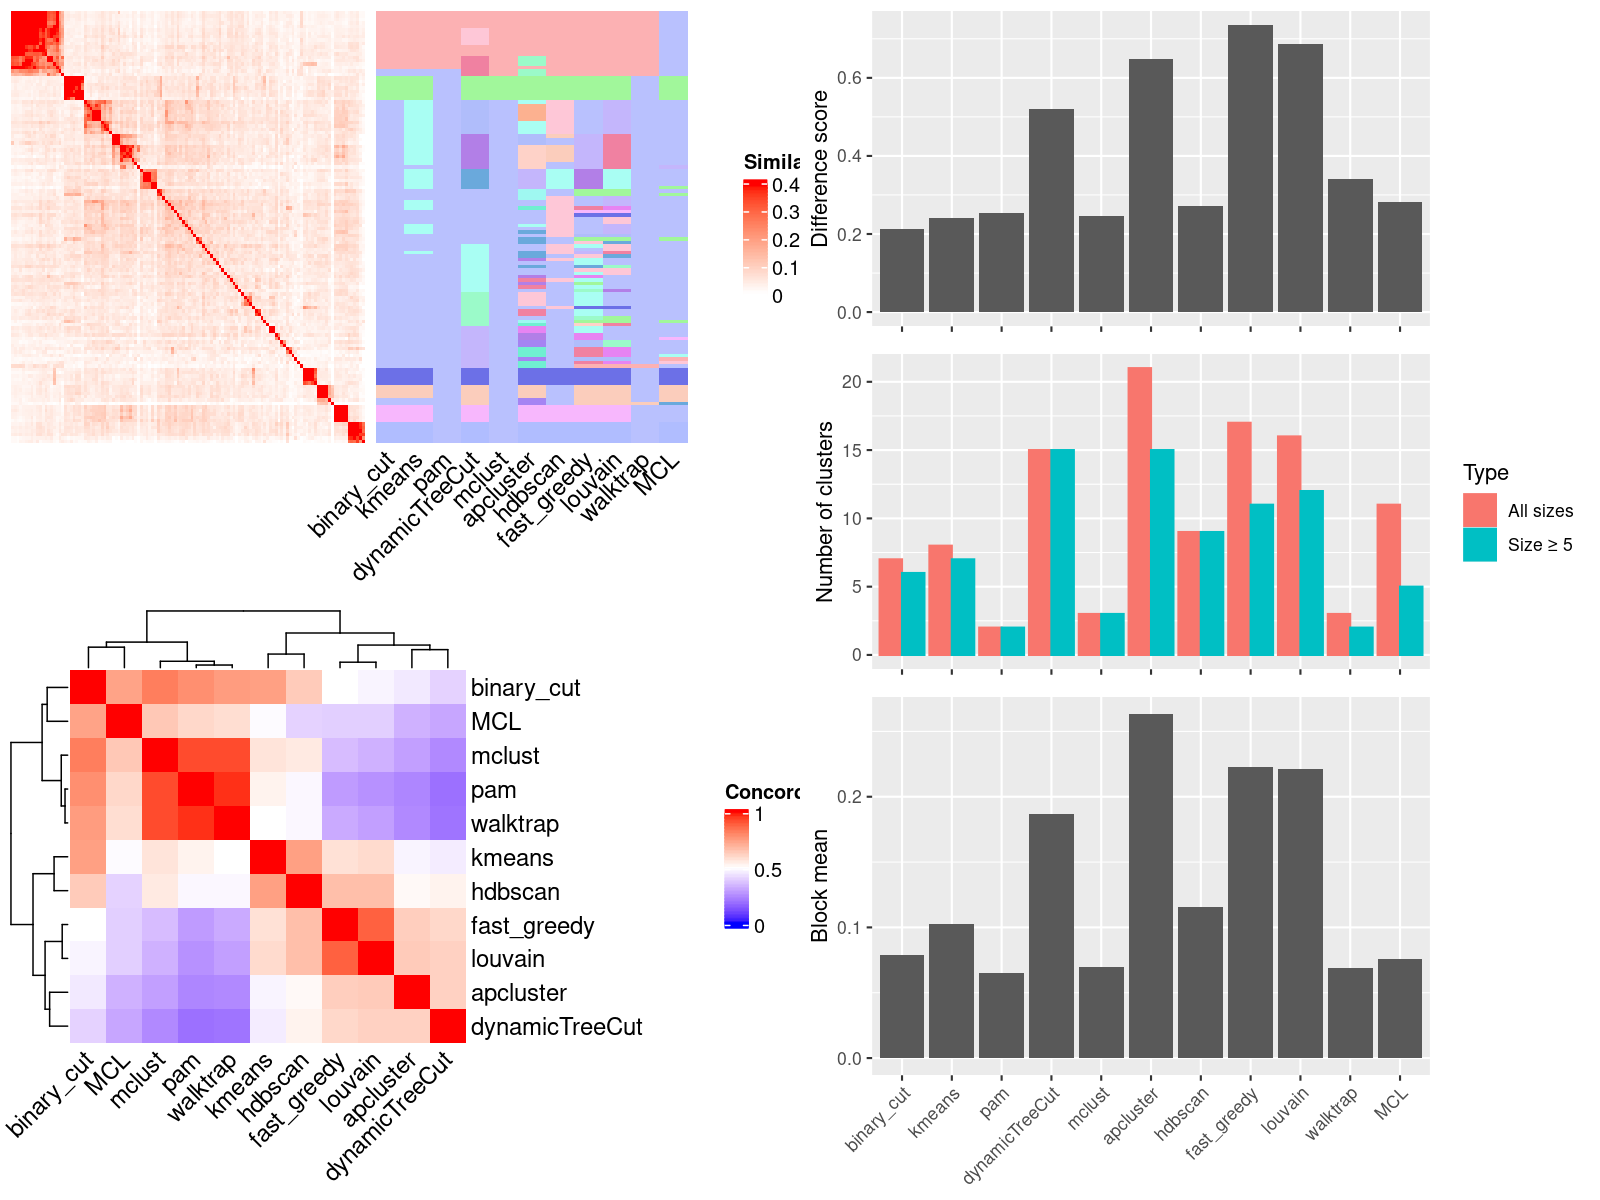 Simila
0.4
0.3
0.2
0.1
0
binary_cut
kmeans
pam
dynamicTreeCut
mclust
apcluster
hdbscan
fast_greedy
louvain
walktrap
MCL
binary_cut
MCL
mclust
pam
walktrap
kmeans
hdbscan
fast_greedy
louvain
apcluster
dynamicTreeCut
binary_cut
MCL
mclust
pam
walktrap
kmeans
hdbscan
fast_greedy
louvain
apcluster
dynamicTreeCut
Concord
1
0.5
0
Difference score
0.6
0.4
0.2
0.0
Number of clusters
20
15
10
5
0
Type
All sizes
Size ≥ 5
Block mean
0.2
0.1
0.0
binary_cut
kmeans
pam
dynamicTreeCut
mclust
apcluster
hdbscan
fast_greedy
louvain
walktrap
MCL